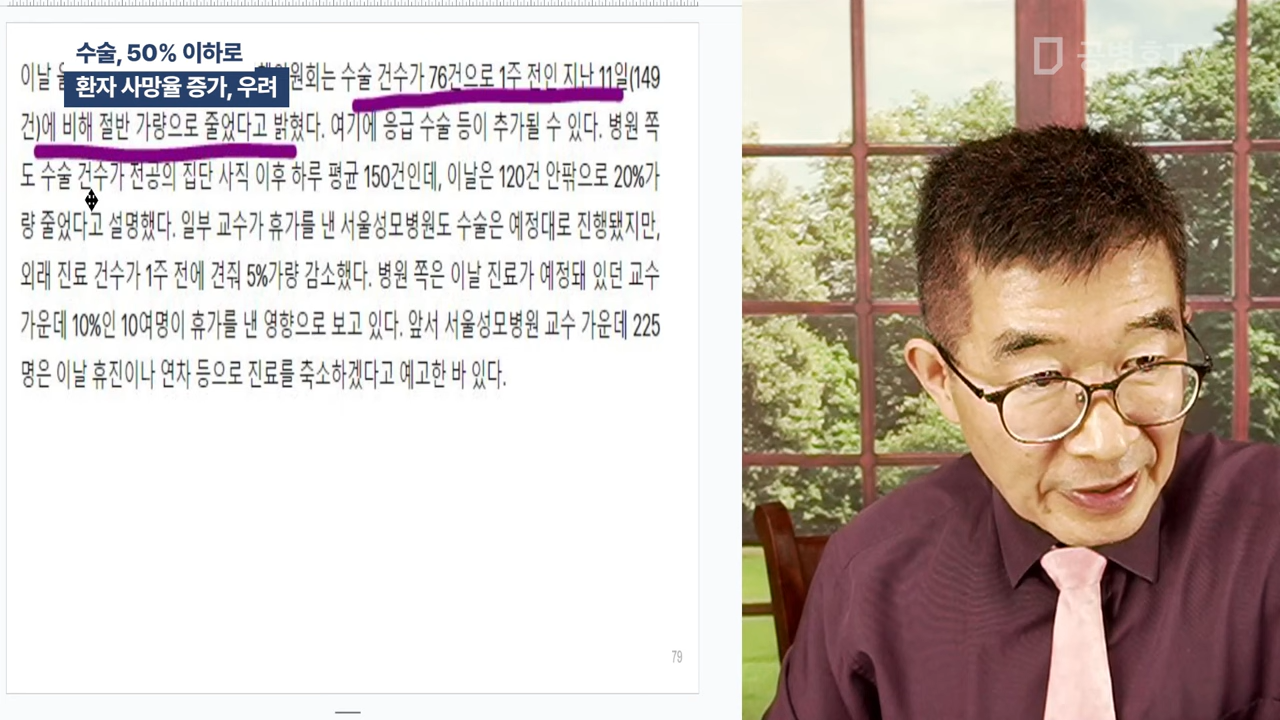 수술, 50% 이하로
환자 사망율 증가, 우려
이날 원회는 수술 건수가 76건으로 1주 전인 지난 11일(149
건)에 비해 절반 가량으로 줄었다고 밝혔다. 여기에 응급 수술 등이 추가될 수 있다. 병원 쪽
도 수술 건수가 전공의 집단 사직 이후 하루 평균 150건인데, 이날은 120건 안팎으로 20%가
량 줄었다고 설명했다. 일부 교수가 휴가를 낸 서울성모병원도 수술은 예정대로 진행됐지만,
외래 진료 건수가 1주 전에 견줘 5%가량 감소했다. 병원 쪽은 이날 진료가 예정돼 있던 교수
가운데 10%인 10여명이 휴가를 낸 영향으로 보고 있다. 앞서 서울성모병원 교수 가운데 225
명은 이날 휴진이나 연차 등으로 진료를 축소하겠다고 예고한 바 있다.
79
공병호TV